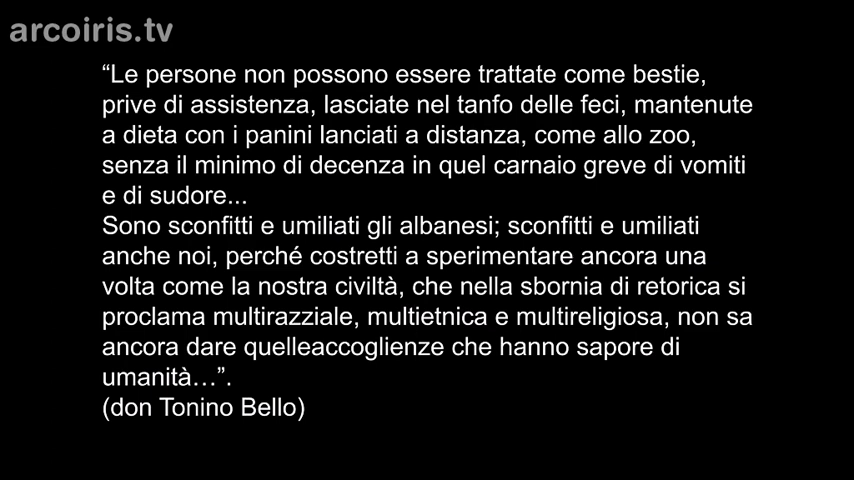 arcoiris.tv
“Le persone non possono essere trattate come bestie,
prive di assistenza, lasciate nel tanfo delle feci, mantenute
a dieta con i panini lanciati a distanza, come allo zoo,
senza il minimo di decenza in quel carnaio greve di vomiti
e di sudore...
Sono sconfitti e umiliati gli albanesi; sconfitti e umiliati
anche noi, perché costretti a sperimentare ancora una
volta come la nostra civiltà, che nella sbornia di retorica si
proclama multirazziale, multietnica e multireligiosa, non sa
ancora dare quelleaccoglienze che hanno sapore di
umanità…”.
(don Tonino Bello)